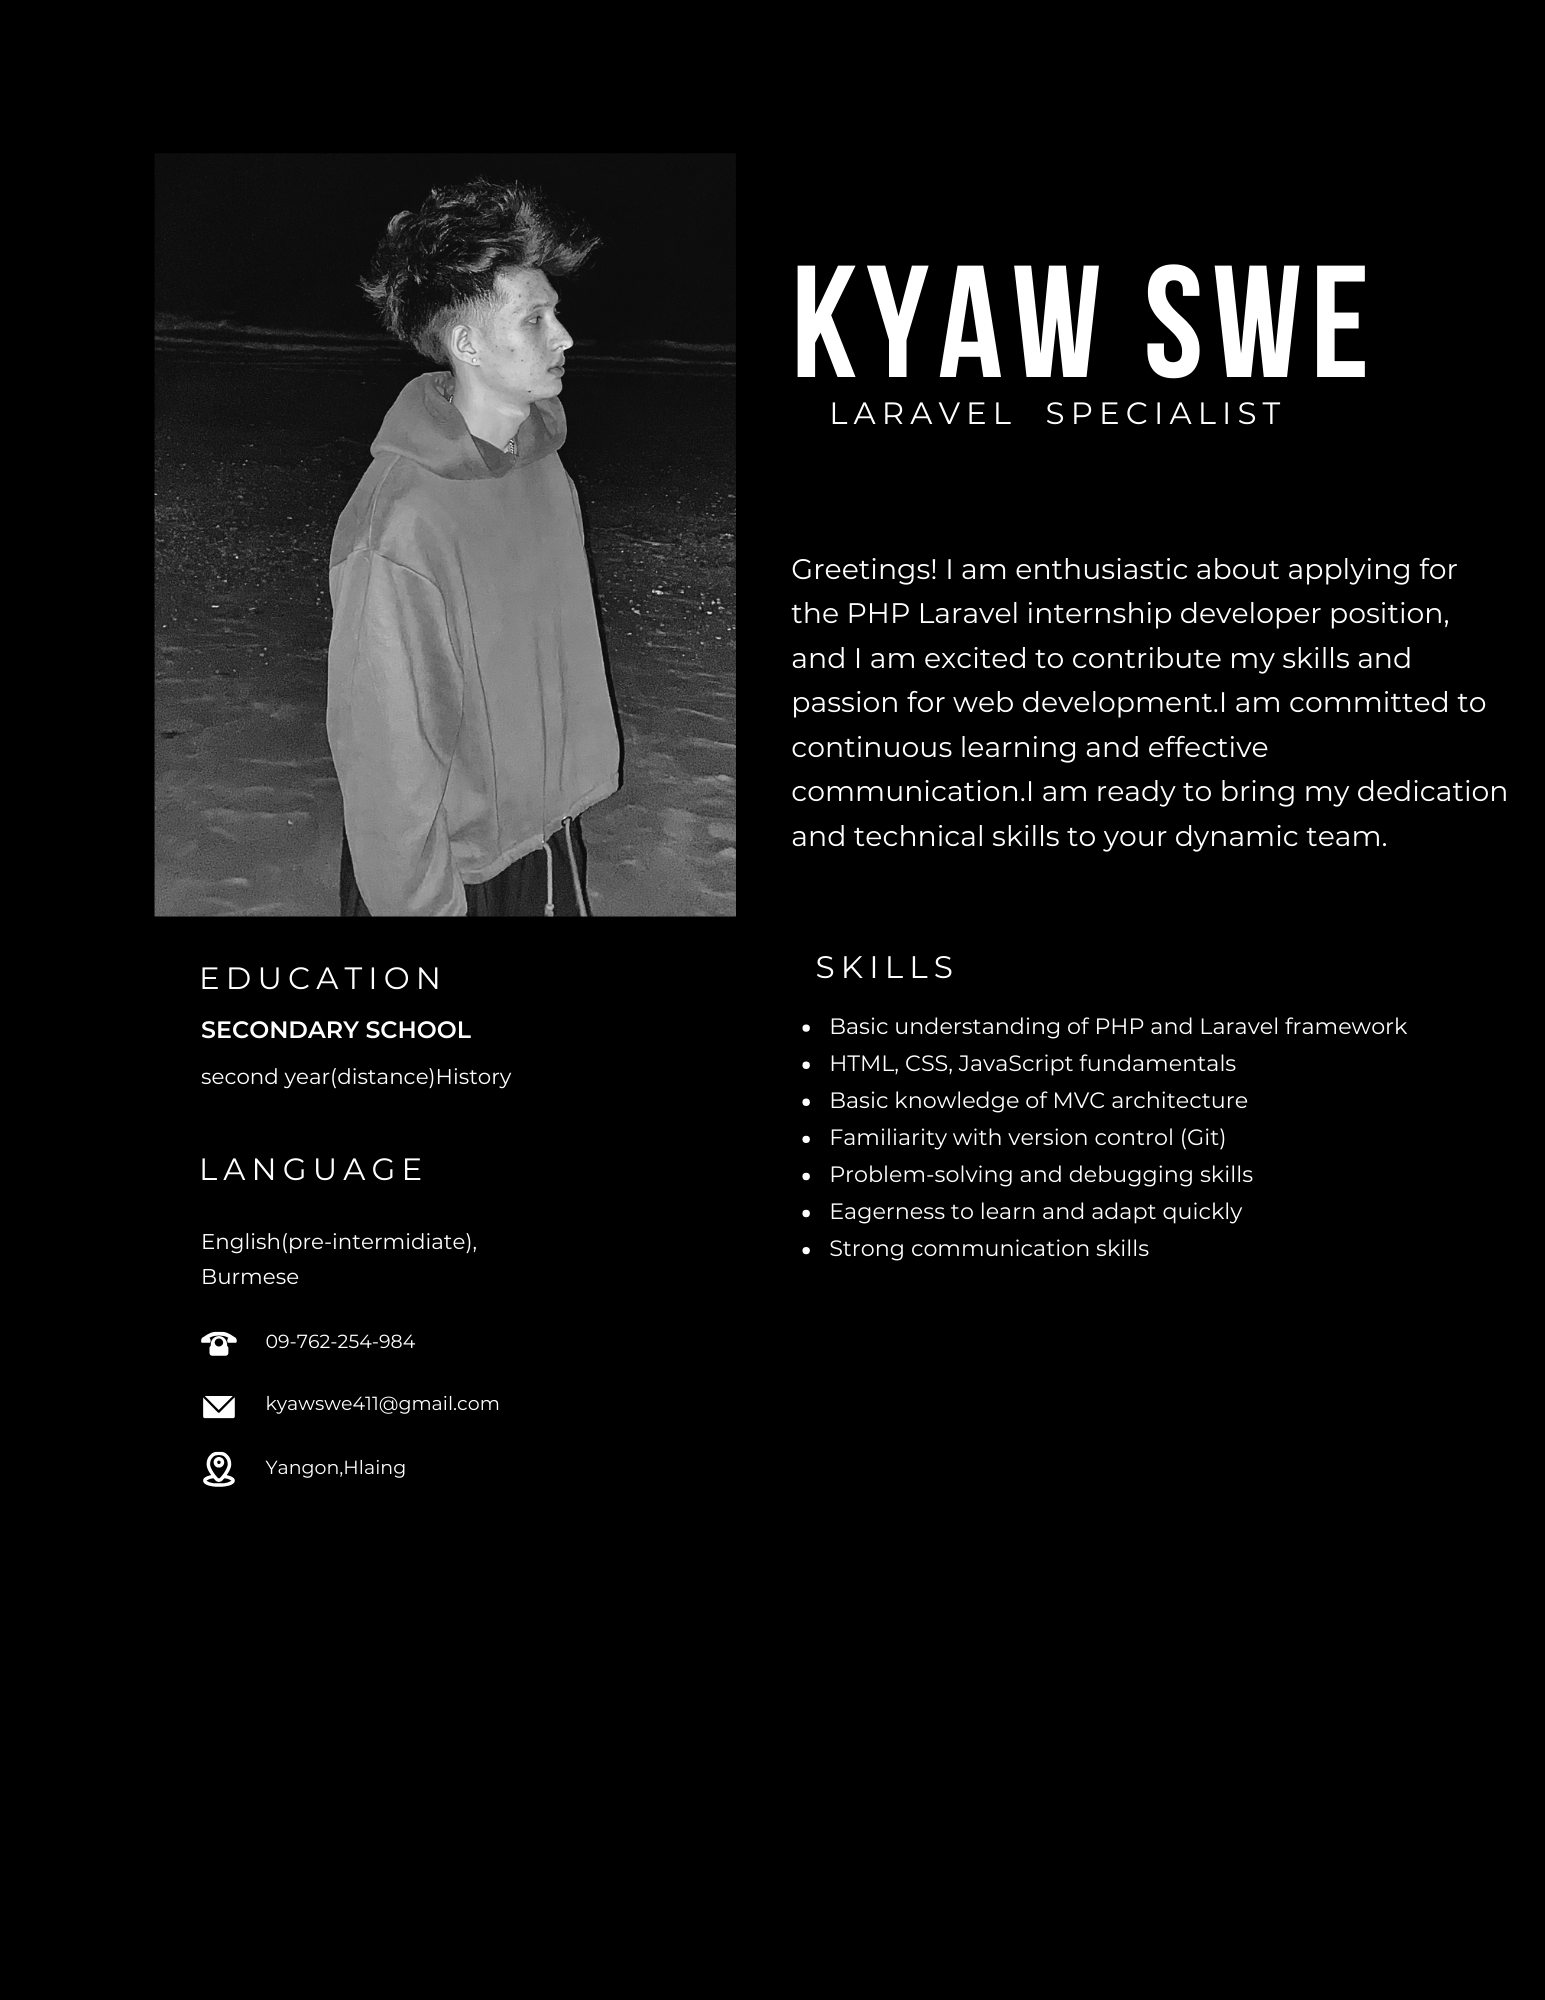 KYAW SWE
LARAVEL SPECIALIST
Greetings! I am enthusiastic about applying for
the PHP Laravel internship developer position,
and I am excited to contribute my skills and
passion for web development.I am committed to
continuous learning and effective
communication.I am ready to bring my dedication
and technical skills to your dynamic team.
EDUCATION
SECONDARY SCHOOL
second year(distance)History
LANGUAGE
English(pre-intermidiate),
Burmese
09-762-254-984
kyawswe411@gmail.com
Yangon,Hlaing
SKILLS
• Basic understanding of PHP and Laravel framework
• HTML, CSS, JavaScript fundamentals
• Basic knowledge of MVC architecture
• Familiarity with version control (Git)
• Problem-solving and debugging skills
• Eagerness to learn and adapt quickly
• Strong communication skills